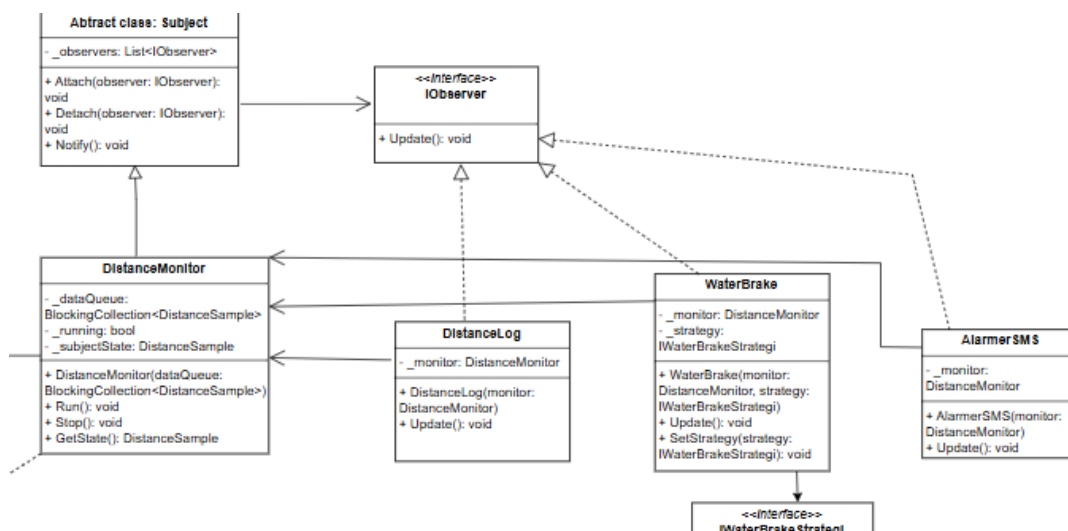 Abtract class: Subject
- _observers: List<IObserver>
+ Attach(observer: IObserver):
void
+ Detach(observer: IObserver):
void
+ Notify(): void
<<Interface>>
IObserver
+ Update(): void
DistanceMonitor
- _dataQueue:
BlockingCollection<DistanceSample>
- _running: bool
- _subjectState: DistanceSample
+ DistanceMonitor(dataQueue:
BlockingCollection<DistanceSample>)
+ Run(): void
+ Stop(): void
+ GetState(): DistanceSample
DistanceLog
- _monitor: DistanceMonitor
+ DistanceLog(monitor:
DistanceMonitor)
+ Update(): void
WaterBrake
- _monitor: DistanceMonitor
- _strategy:
IWaterBrakeStrategi
+ WaterBrake(monitor:
DistanceMonitor, strategy:
IWaterBrakeStrategi)
+ Update(): void
+ SetStrategy(strategy:
IWaterBrakeStrategi): void
AlarmerSMS
- _monitor:
DistanceMonitor
+ AlarmerSMS(monitor:
DistanceMonitor)
+ Update(): void
<<Interface>>
IWaterBrakeStrategi